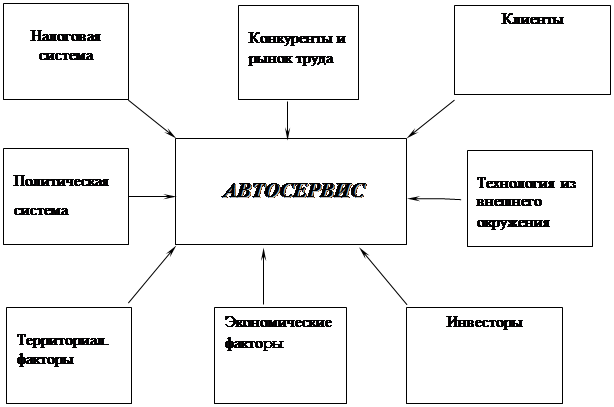 Налоговая
система
Конкуренты и
рынок труда
Клиенты
Политическая
система
АВТОСЕРВИС
Технология из
внешнего
окружения
Территориал.
факторы
Экономические
факторы
Инвесторы